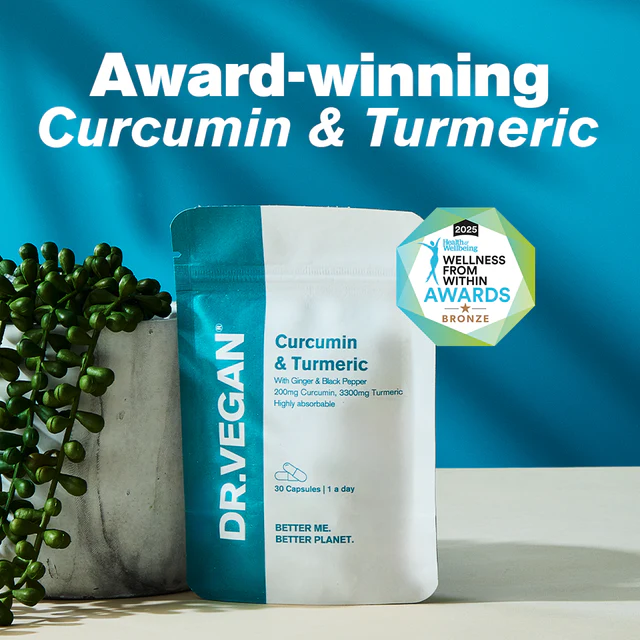 Award-winning
Curcumin & Turmeric
2025
Health & Wellbeing
WELLNESS
FROM
WITHIN
AWARDS
BRONZE
DR.VEGAN®
Curcumin
& Turmeric
With Ginger & Black Pepper
200mg Curcumin, 3300mg Turmeric
Highly absorbable
30 Capsules | 1 a day
BETTER ME.
BETTER PLANET.